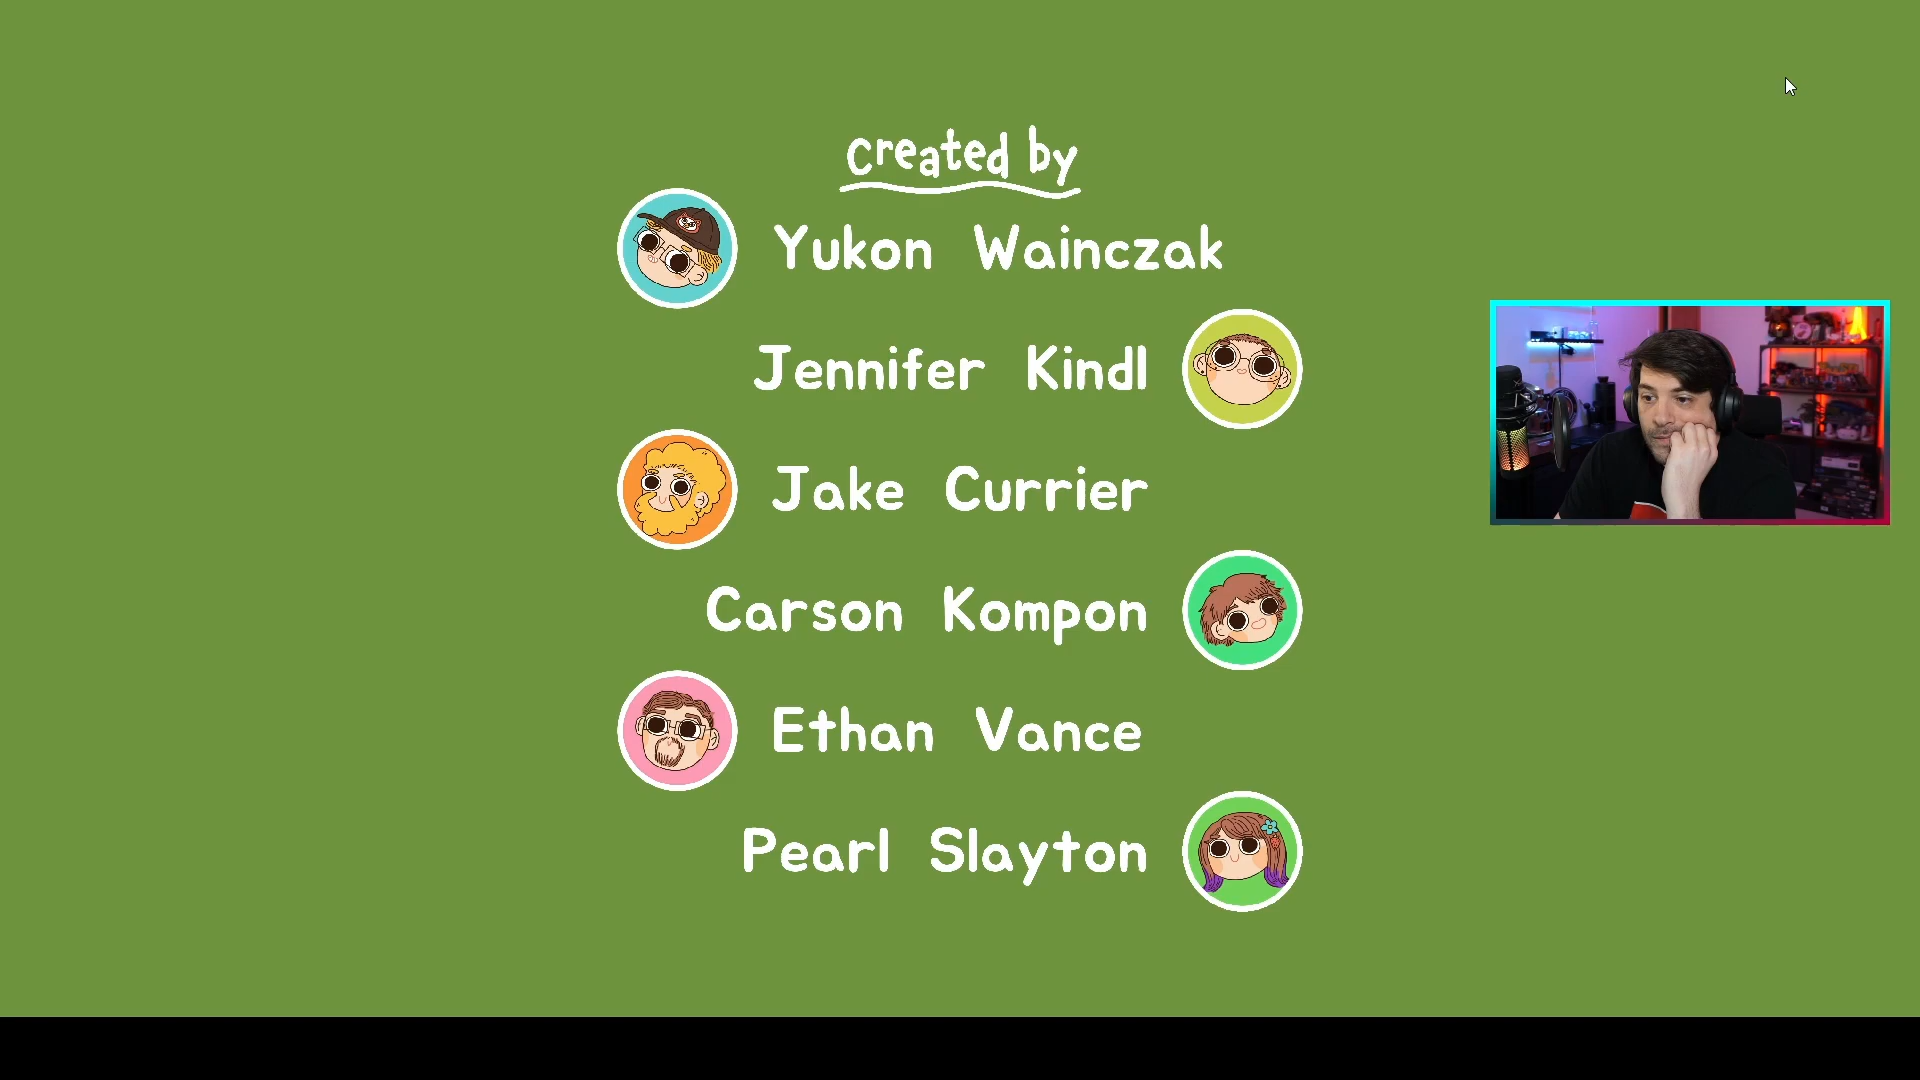 created by
Yukon Wainczak
Jennifer Kindl
Jake Currier
Carson Kompon
Ethan Vance
Pearl Slayton